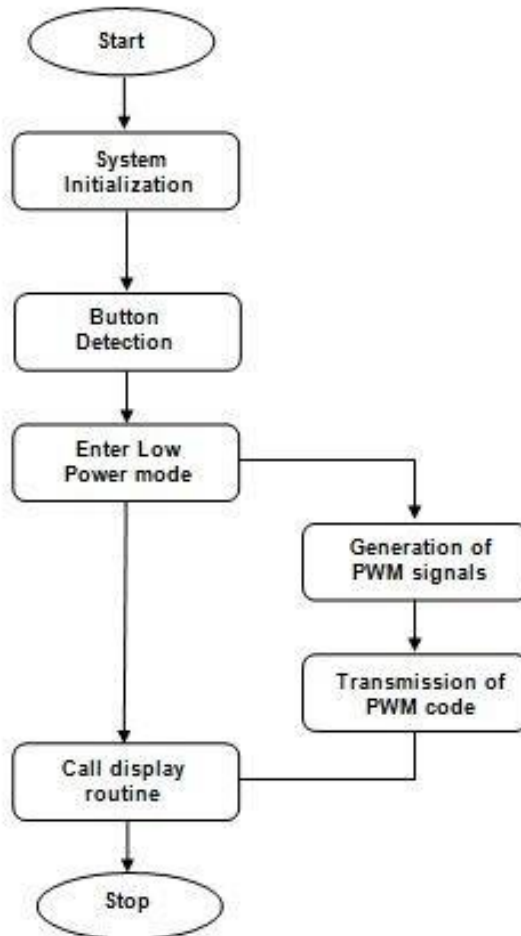 Start
System
Initialization
Button
Detection
Enter Low
Power mode
Generation of
PWM signals
Transmission of
PWM code
Call display
routine
Stop